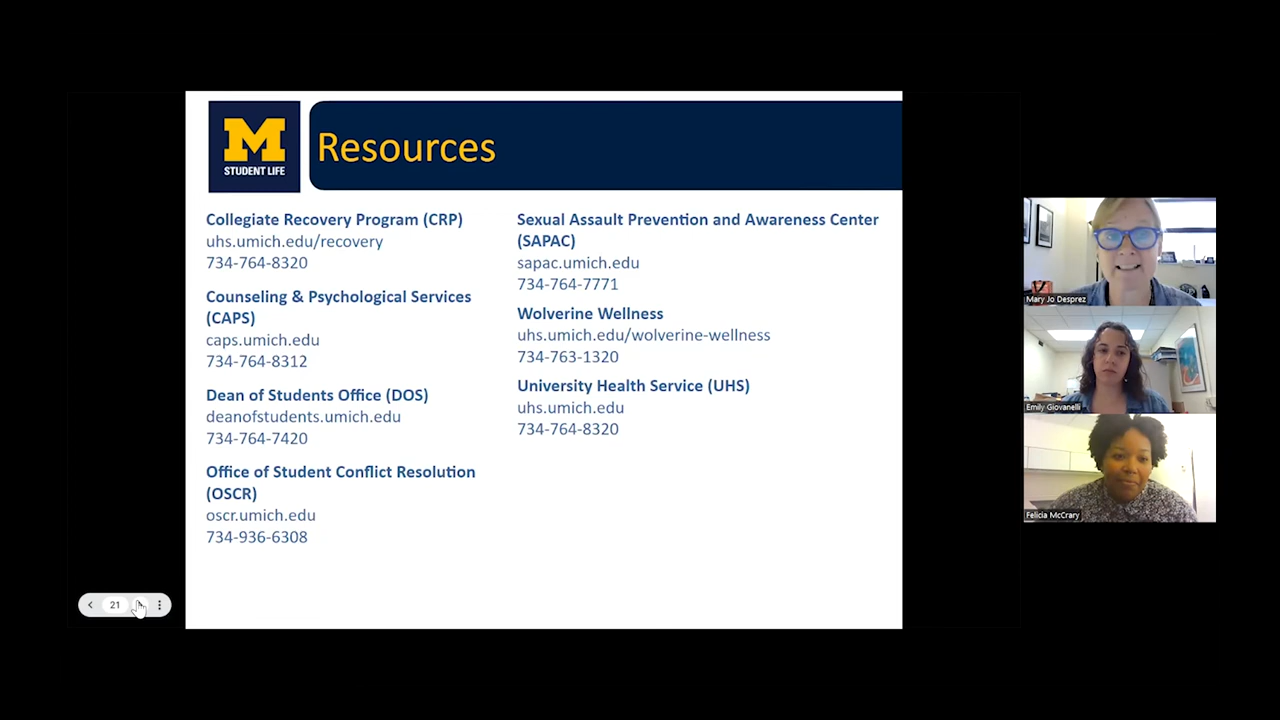 M
STUDENT LIFE
Resources
Collegiate Recovery Program (CRP)
uhs.umich.edu/recovery
734-764-8320
Counseling & Psychological Services
(CAPS)
caps.umich.edu
734-764-8312
Dean of Students Office (DOS)
deanofstudents.umich.edu
734-764-7420
Office of Student Conflict Resolution
(OSCR)
oscr.umich.edu
734-936-6308
Sexual Assault Prevention and Awareness Center
(SAPAC)
sapac.umich.edu
734-764-7771
Wolverine Wellness
uhs.umich.edu/wolverine-wellness
734-763-1320
University Health Service (UHS)
uhs.umich.edu
734-764-8320
Mary Jo Desprez
Emily Giovanelli
Felicia McCrary
21